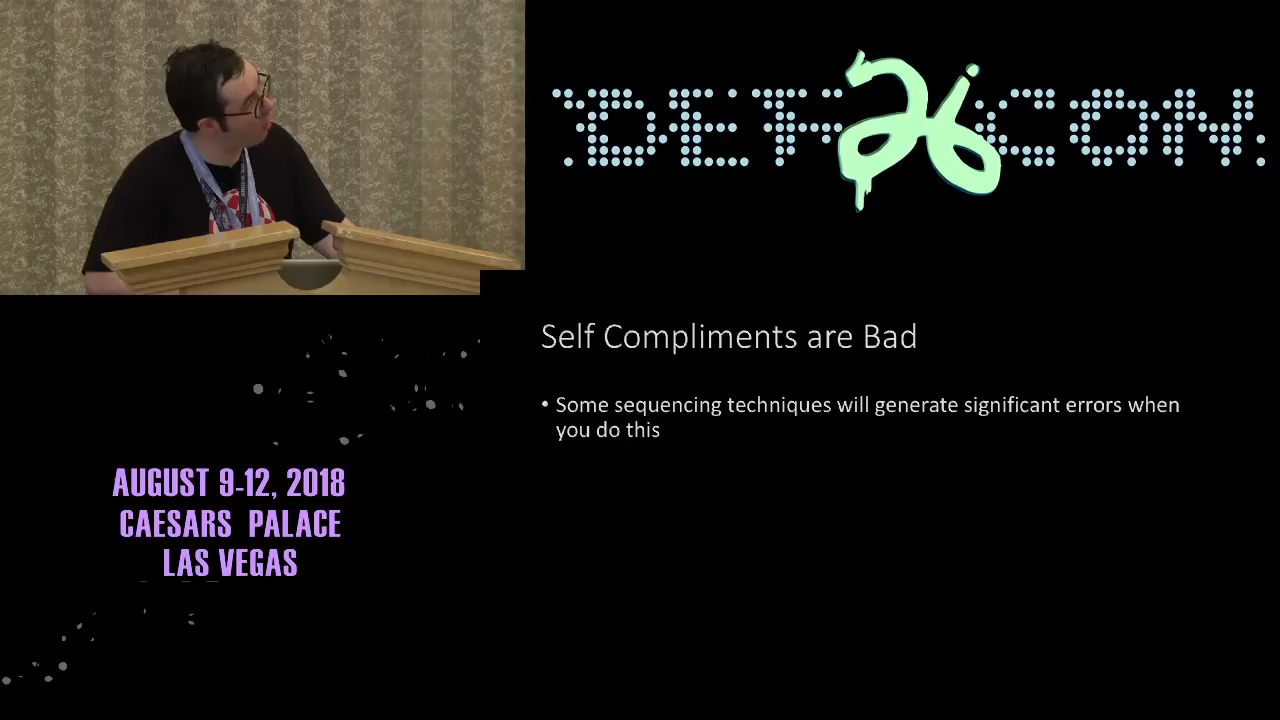 DEF 26 CON
Self Compliments are Bad
• Some sequencing techniques will generate significant errors when
you do this
AUGUST 9-12, 2018
CAESARS PALACE
LAS VEGAS